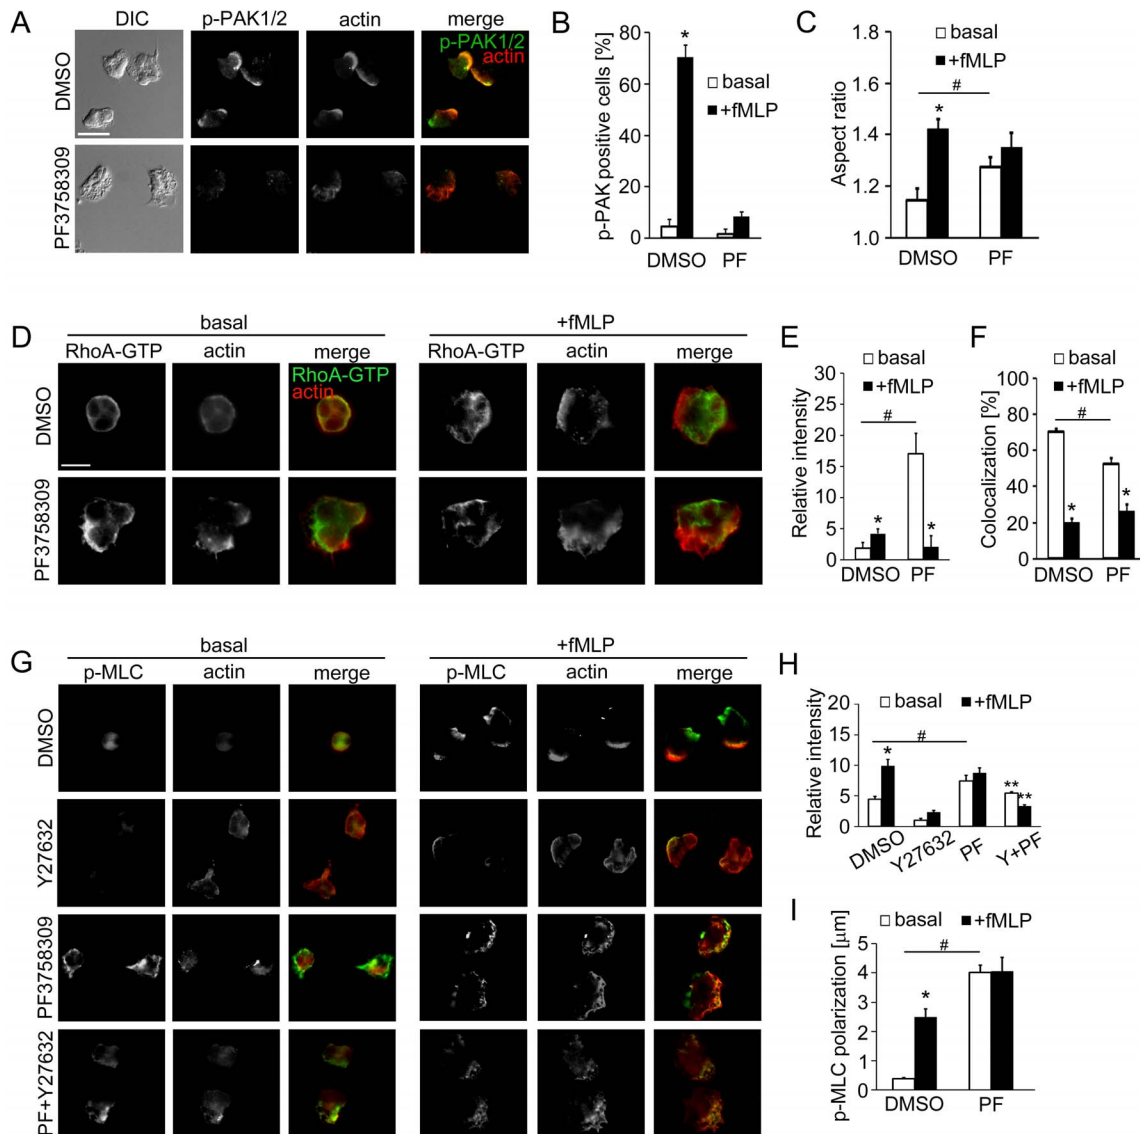 A
DIC p-PAK1/2 actin merge
p-PAK1/2
actin
DMSO
PF3758309
B
p-PAK positive cells [%]
80
60
40
20
0
*
basal
+fMLP
DMSO PF
C
Aspect ratio
1.8
1.6
1.4
1.2
1.0
basal
+fMLP
#
*
DMSO PF
D
basal +fMLP
RhoA-GTP actin merge RhoA-GTP actin merge
RhoA-GTP
actin
DMSO
PF3758309
E
basal
+fMLP
Relative intensity
30
25
20
15
10
5
0
#
* *
DMSO PF
F
basal
+fMLP
Colocalization [%]
100
80
60
40
20
0
#
* *
DMSO PF
G
basal +fMLP
p-MLC actin merge p-MLC actin merge
DMSO
Y27632
PF3758309
PF+Y27632
H
basal +fMLP
Relative intensity
20
15
10
5
0
#
* ** **
DMSO Y27632 PF Y+PF
I
basal +fMLP
p-MLC polarization [μm]
5
4
3
2
1
0
#
*
DMSO PF